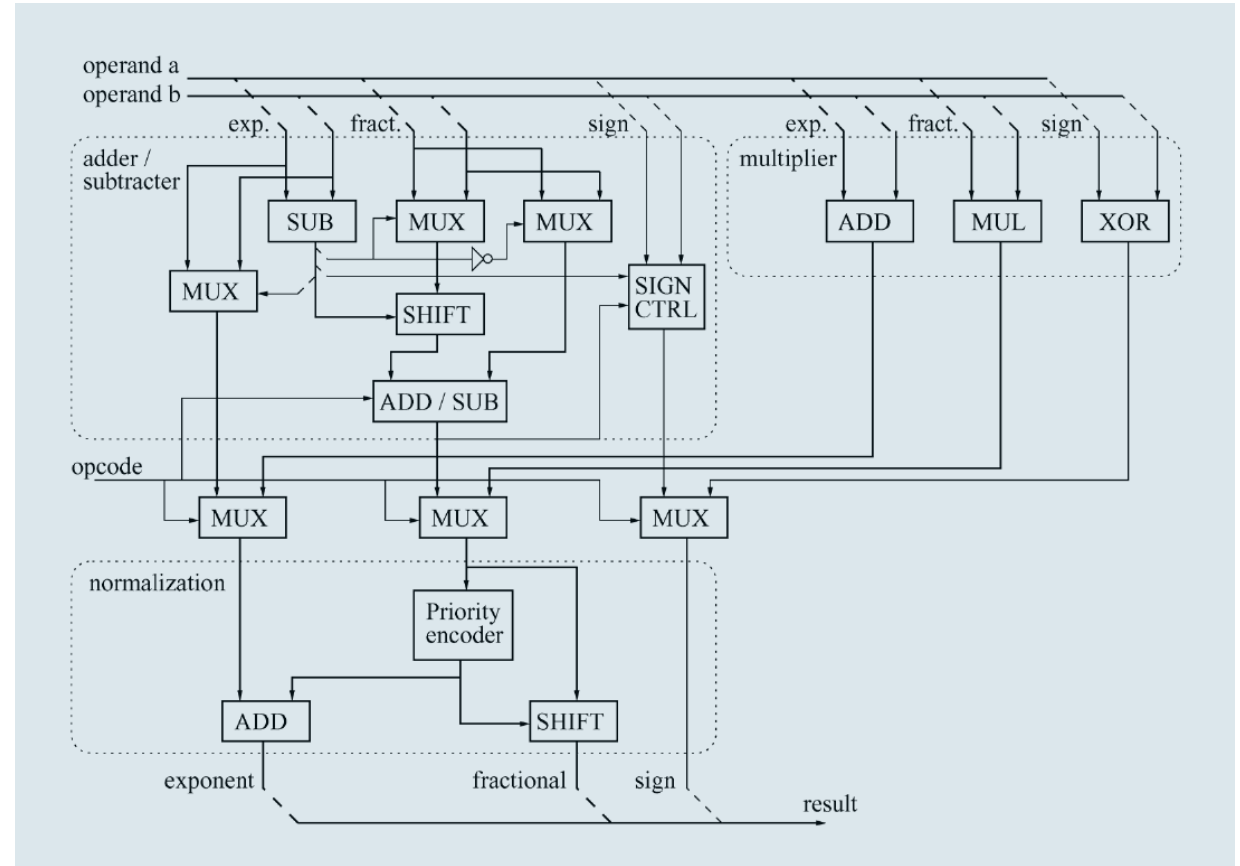 operand a
operand b
exp. fract. sign exp. fract. sign
adder /
subtracter
multiplier
SUB MUX MUX ADD MUL XOR
MUX
SIGN
CTRL
SHIFT
ADD / SUB
opcode
MUX MUX MUX
normalization
Priority
encoder
ADD SHIFT
exponent fractional sign
result